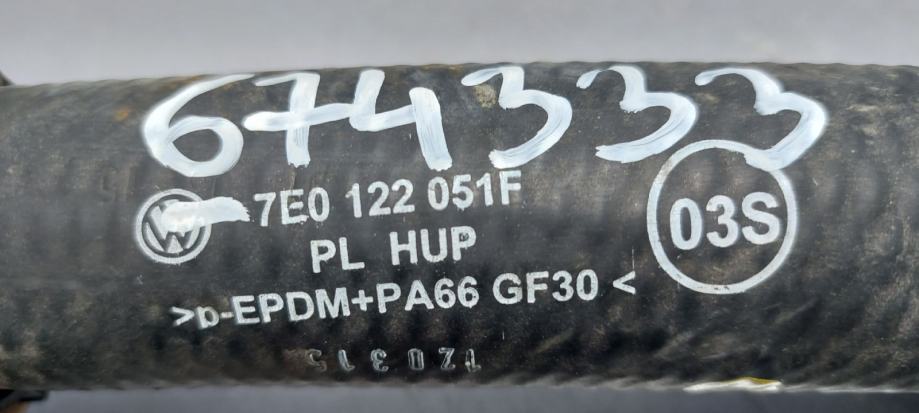 674333
7E0 122 051F
03S
PL HUP
>p-EPDM+PA66 GF30 <